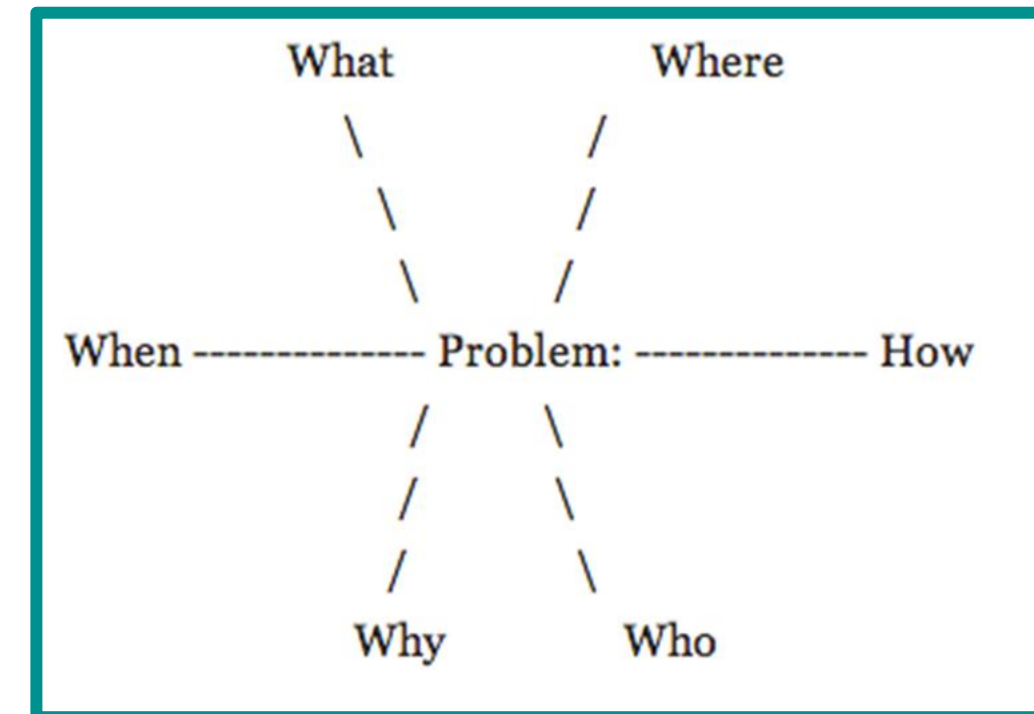 What Where
\ /
\ /
\ /
When -------------- Problem: -------------- How
/ \
/ \
/ \
Why Who